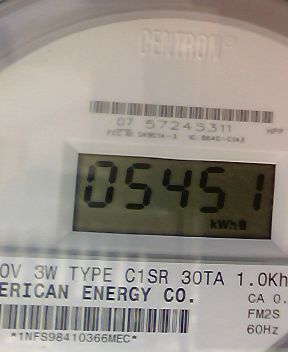 CENTRON®
07 57245311 HPP
05451
kWh
0V 3W TYPE C1SR 30TA 1.0Kh
ERICAN ENERGY CO.
CA 0.
FM2S
60Hz
*1NFS98410366MEC*